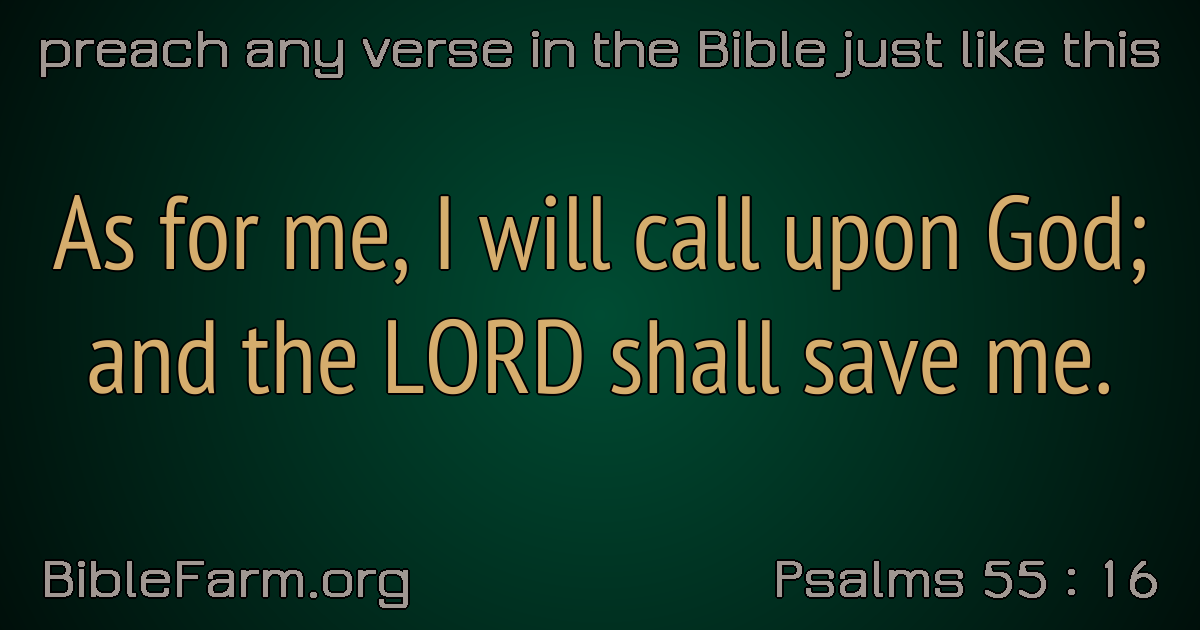 preach any verse in the Bible just like this
As for me, I will call upon God;
and the LORD shall save me.
BibleFarm.org
Psalms 55 : 16